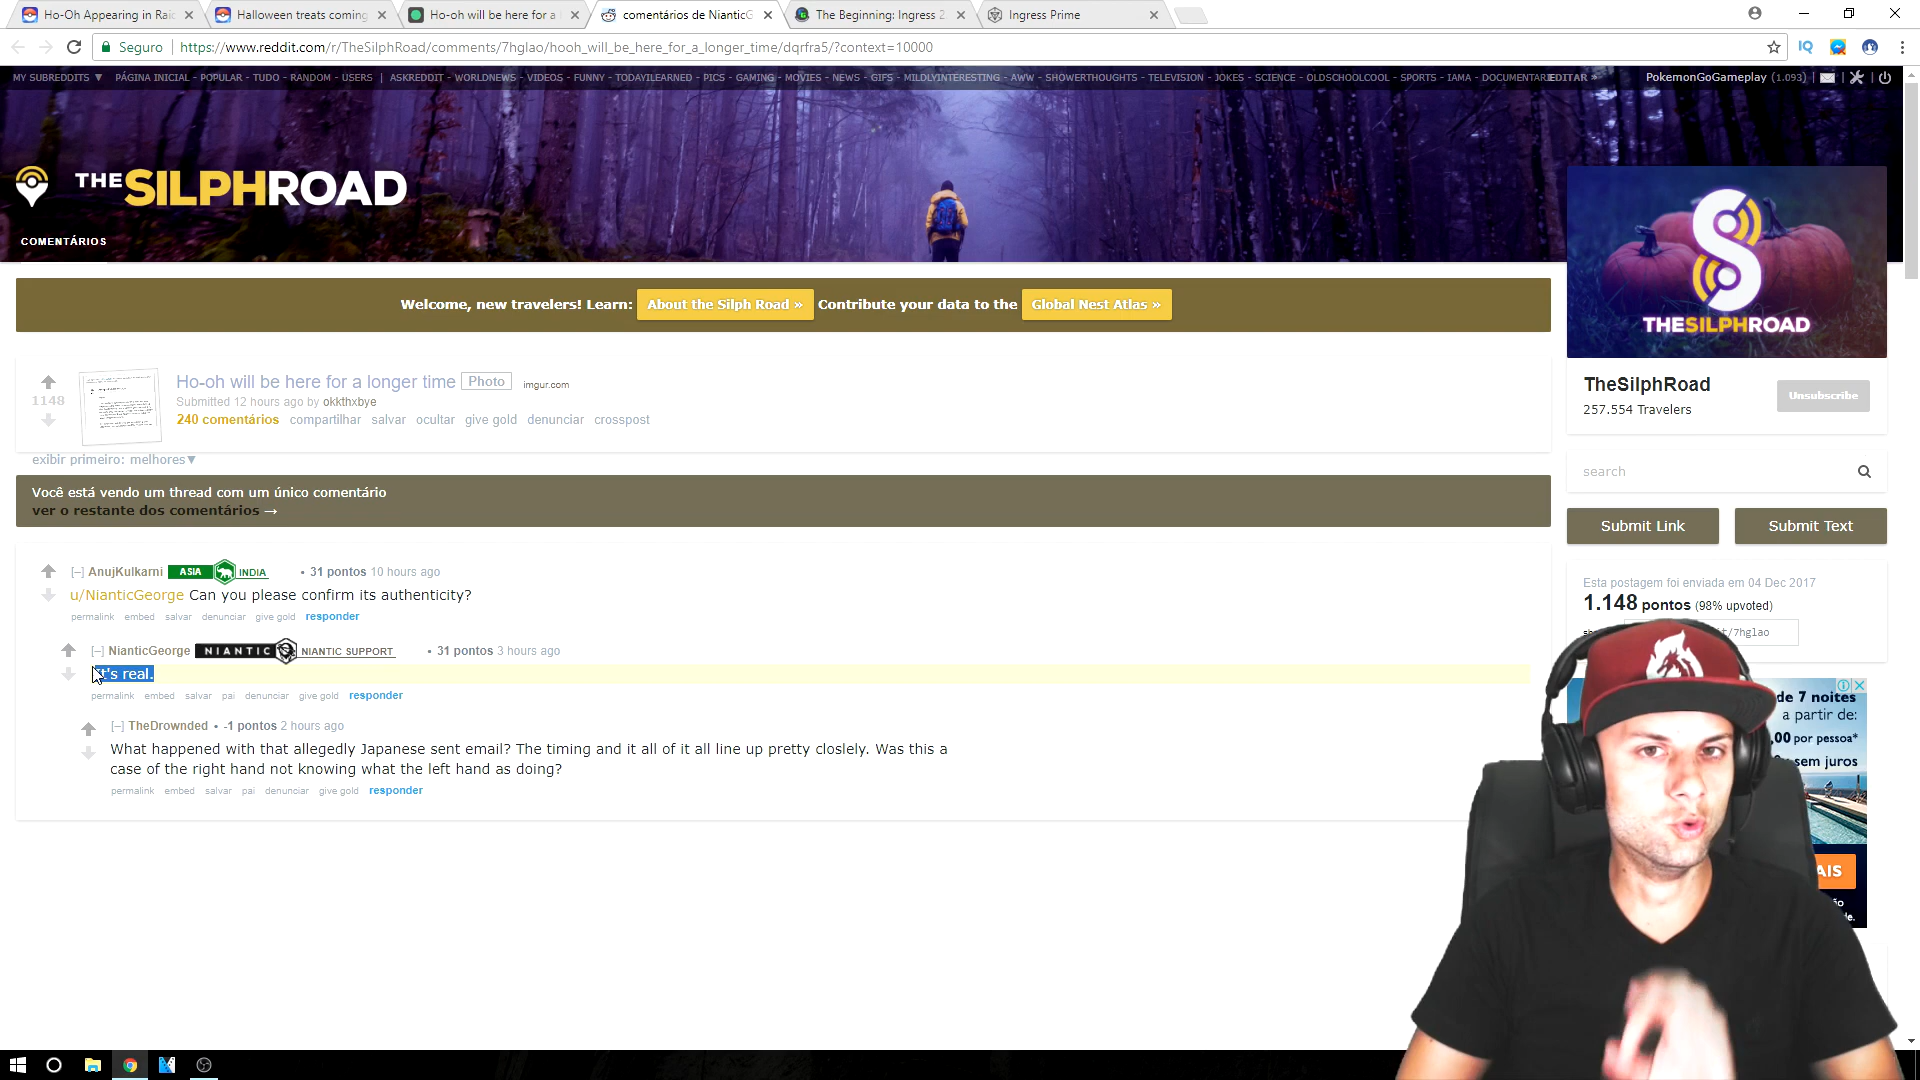 Ho-Oh Appearing in Rai
Halloween treats coming
Ho-oh will be here for a
comentários de NianticG
The Beginning: Ingress 2
Ingress Prime
Seguro
https://www.reddit.com/r/TheSilphRoad/comments/7hglao/hooh_will_be_here_for_a_longer_time/dqrfra5/?context=10000
IQ
MY SUBREDDITS ▼ PÁGINA INICIAL - POPULAR - TUDO - RANDOM - USERS | ASKREDDIT - WORLDNEWS - VIDEOS - FUNNY - TODAYILEARNED - PICS - GAMING - MOVIES - NEWS - GIFS - MILDLYINTERESTING - AWW - SHOWERTHOUGHTS - TELEVISION - JOKES - SCIENCE - OLDSCHOOLCOOL - SPORTS - IAMA - DOCUMENTARIE
EDITAR »
PokemonGoGameplay (1.093)
THESILPHROAD
COMENTÁRIOS
Welcome, new travelers! Learn: About the Silph Road » Contribute your data to the Global Nest Atlas »
THESILPHROAD
1148
Ho-oh will be here for a longer time Photo imgur.com
Submitted 12 hours ago by okkthxbye
240 comentários compartilhar salvar ocultar give gold denunciar crosspost
exibir primeiro: melhores▼
Você está vendo um thread com um único comentário
ver o restante dos comentários →
TheSilphRoad
Unsubscribe
257.554 Travelers
search
Submit Link
Submit Text
Esta postagem foi enviada em 04 Dec 2017
1.148 pontos (98% upvoted)
t/7hglao
[–] AnujKulkarni ASIA INDIA • 31 pontos 10 hours ago
u/NianticGeorge Can you please confirm its authenticity?
permalink embed salvar denunciar give gold responder
[–] NianticGeorge NIANTIC NIANTIC SUPPORT • 31 pontos 3 hours ago
It's real.
permalink embed salvar pai denunciar give gold responder
[–] TheDrownded • -1 pontos 2 hours ago
What happened with that allegedly Japanese sent email? The timing and it all of it all line up pretty closlely. Was this a
case of the right hand not knowing what the left hand as doing?
permalink embed salvar pai denunciar give gold responder
de 7 noites
a partir de:
,00 por pessoa*
sem juros
AIS